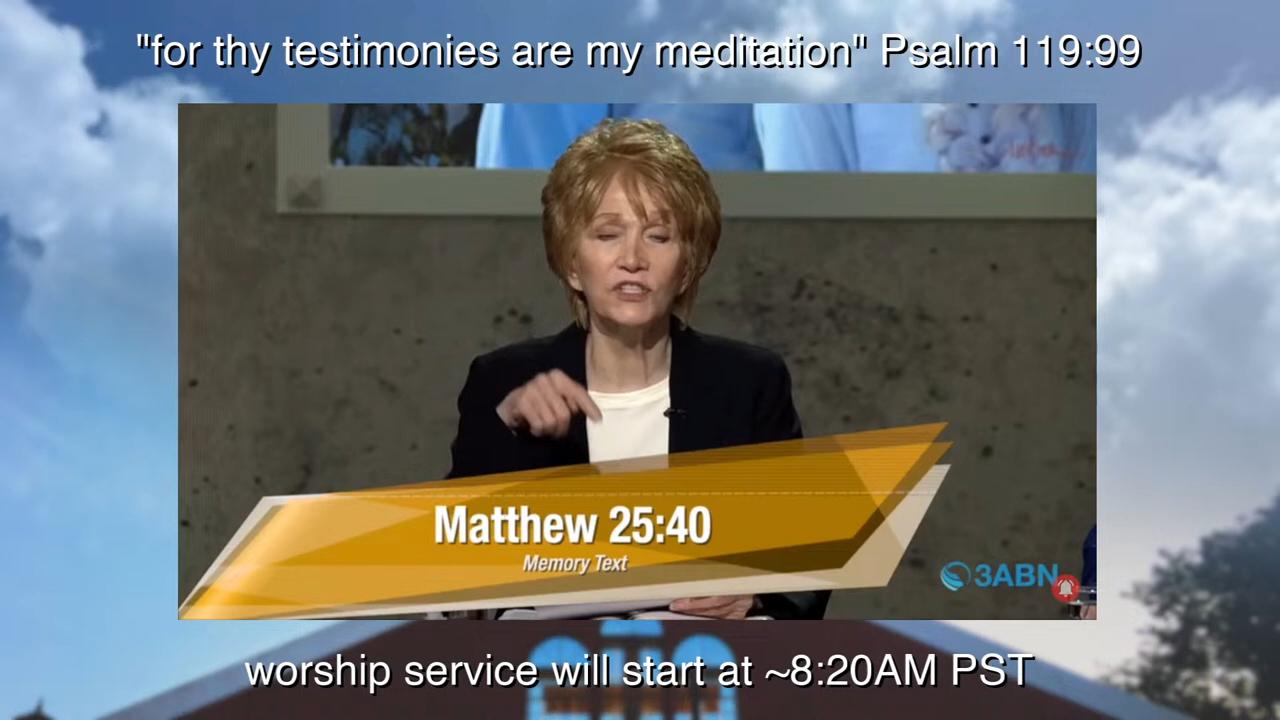 "for thy testimonies are my meditation" Psalm 119:99
Matthew 25:40
Memory Text
3ABN
worship service will start at ~8:20AM PST